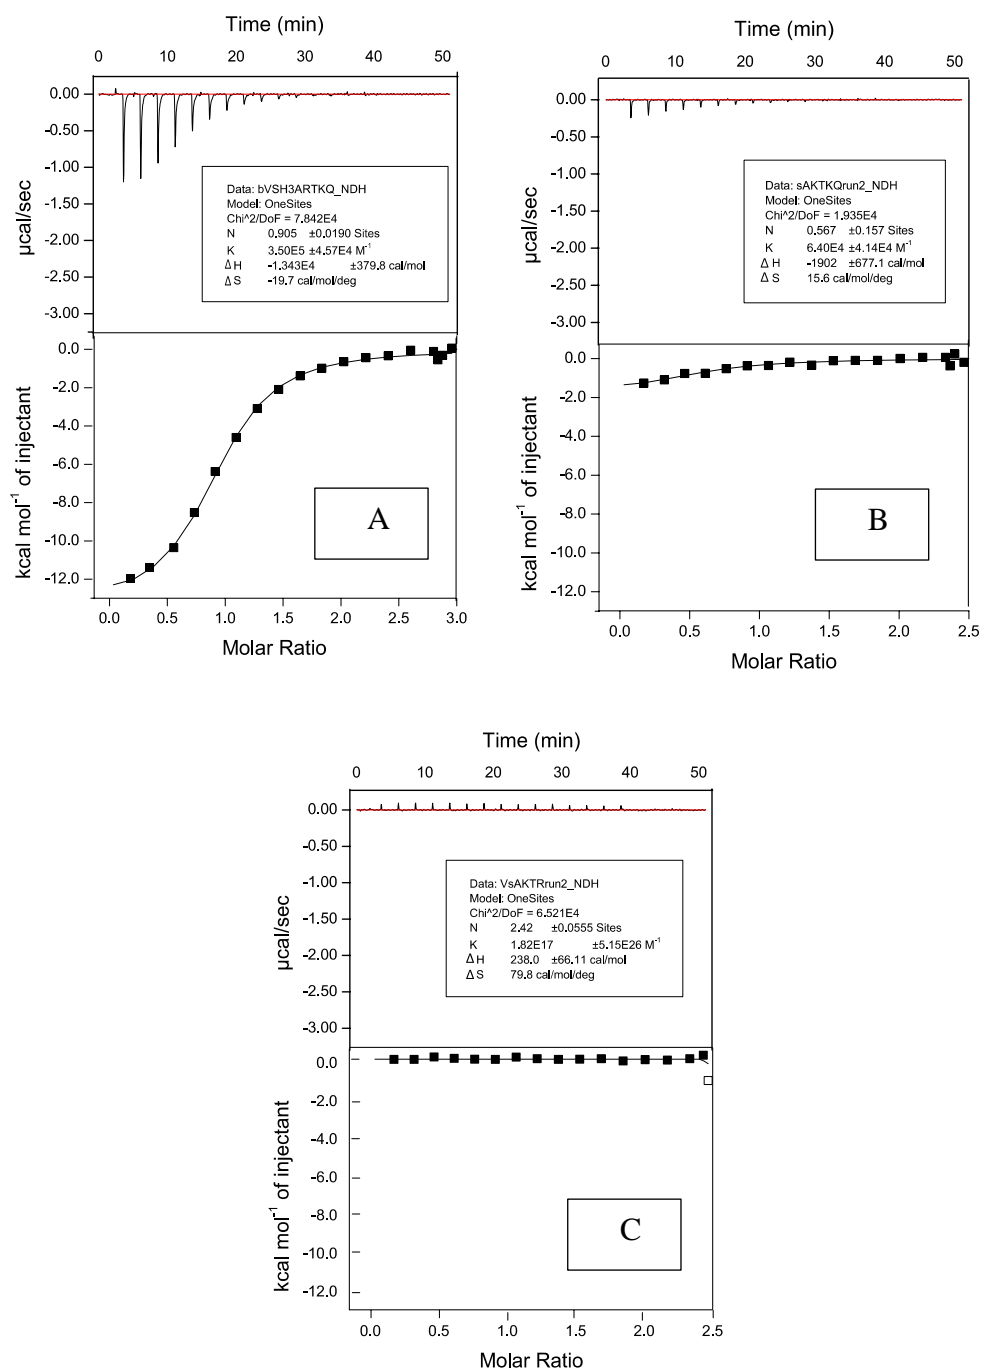 Time (min)
0 10 20 30 40 50
0.00
-0.50
-1.00
-1.50
-2.00
-2.50
-3.00
µcal/sec
Data: bVSH3ARTKQ_NDH
Model: OneSites
Chi^2/DoF = 7.842E4
N 0.905 ±0.0190 Sites
K 3.50E5 ±4.57E4 M⁻¹
Δ H -1.343E4 ±379.8 cal/mol
Δ S -19.7 cal/mol/deg
0.0
-2.0
-4.0
-6.0
-8.0
-10.0
-12.0
kcal mol⁻¹ of injectant
A
0.0 0.5 1.0 1.5 2.0 2.5 3.0
Molar Ratio
Time (min)
0 10 20 30 40 50
0.00
-0.50
-1.00
-1.50
-2.00
-2.50
-3.00
µcal/sec
Data: sAKTKQrun2_NDH
Model: OneSites
Chi^2/DoF = 1.935E4
N 0.567 ±0.157 Sites
K 6.40E4 ±4.14E4 M⁻¹
Δ H -1902 ±677.1 cal/mol
Δ S 15.6 cal/mol/deg
0.0
-2.0
-4.0
-6.0
-8.0
-10.0
-12.0
kcal mol⁻¹ of injectant
B
0.0 0.5 1.0 1.5 2.0 2.5
Molar Ratio
Time (min)
0 10 20 30 40 50
0.00
-0.50
-1.00
-1.50
-2.00
-2.50
-3.00
µcal/sec
Data: VsAKTRrun2_NDH
Model: OneSites
Chi^2/DoF = 6.521E4
N 2.42 ±0.0555 Sites
K 1.82E17 ±5.15E26 M⁻¹
Δ H 238.0 ±66.11 cal/mol
Δ S 79.8 cal/mol/deg
0.0
-2.0
-4.0
-6.0
-8.0
-10.0
-12.0
kcal mol⁻¹ of injectant
C
0.0 0.5 1.0 1.5 2.0 2.5
Molar Ratio